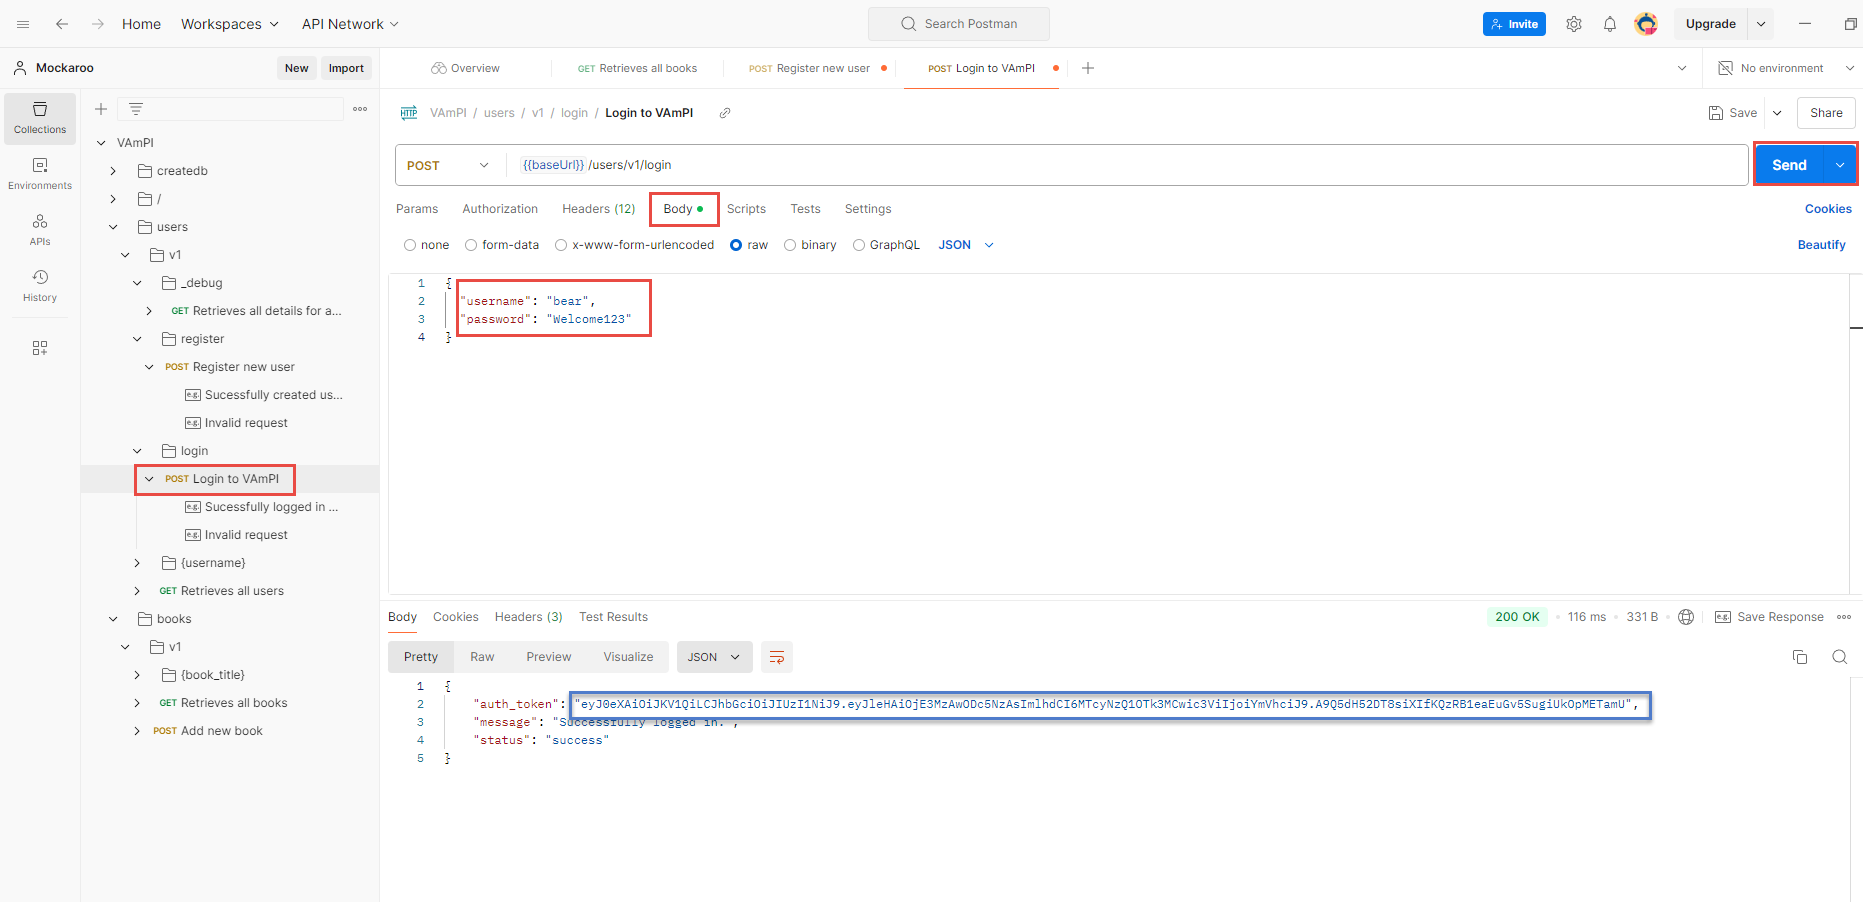 Home Workspaces API Network Search Postman Invite Upgrade
Mockaroo New Import Overview GET Retrieves all books POST Register new user POST Login to VAmPI No environment
Collections
Environments
APIs
History
VAmPI
createdb
/
users
v1
_debug
GET Retrieves all details for a...
register
POST Register new user
e.g. Sucessfully created us...
e.g. Invalid request
login
POST Login to VAmPI
e.g. Sucessfully logged in ...
e.g. Invalid request
{username}
GET Retrieves all users
books
v1
{book_title}
GET Retrieves all books
POST Add new book
HTTP VAmPI / users / v1 / login / Login to VAmPI Save Share
POST {{baseUrl}} /users/v1/login Send
Params Authorization Headers (12) Body Scripts Tests Settings Cookies
none form-data x-www-form-urlencoded raw binary GraphQL JSON Beautify
1 {
2 "username": "bear",
3 "password": "Welcome123"
4 }
Body Cookies Headers (3) Test Results 200 OK 116 ms 331 B e.g. Save Response
Pretty Raw Preview Visualize JSON
1 {
2 "auth_token": "eyJ0eXAiOiJKV1QiLCJhbGciOiJIUzI1NiJ9.eyJleHAiOjE3MzAwODc5NzAsImlhdCI6MTcyNzQ1OTk3MCwic3ViIjoiYmVhciJ9.A9Q5dH52DT8siXIfKQzRB1eaEuGv5SugiUkOpMETamU",
3 "message": "Successfully logged in.",
4 "status": "success"
5 }